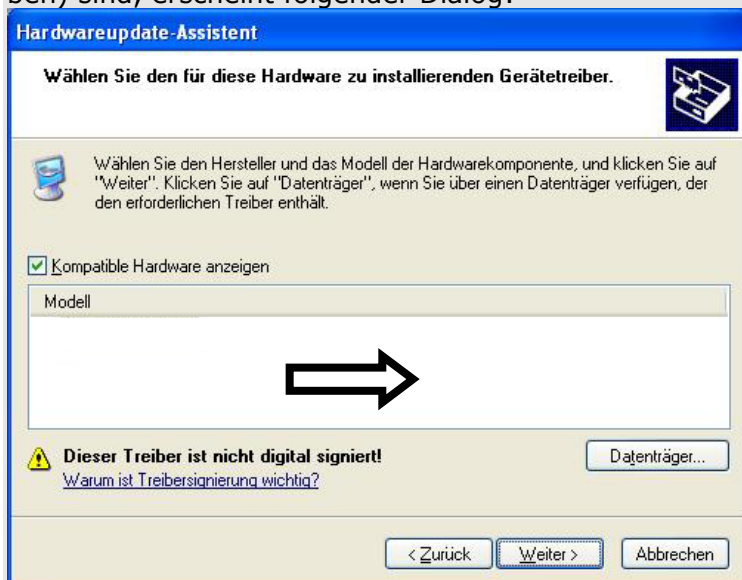 ben) sind, erscheint folgender Dialog:
Hardwareupdate-Assistent
Wählen Sie den für diese Hardware zu installierenden Gerätetreiber.
Wählen Sie den Hersteller und das Modell der Hardwarekomponente, und klicken Sie auf
"Weiter". Klicken Sie auf "Datenträger", wenn Sie über einen Datenträger verfügen, der
den erforderlichen Treiber enthält.
Kompatible Hardware anzeigen
Modell
Dieser Treiber ist nicht digital signiert!
Datenträger...
Warum ist Treibersignierung wichtig?
< Zurück Weiter > Abbrechen